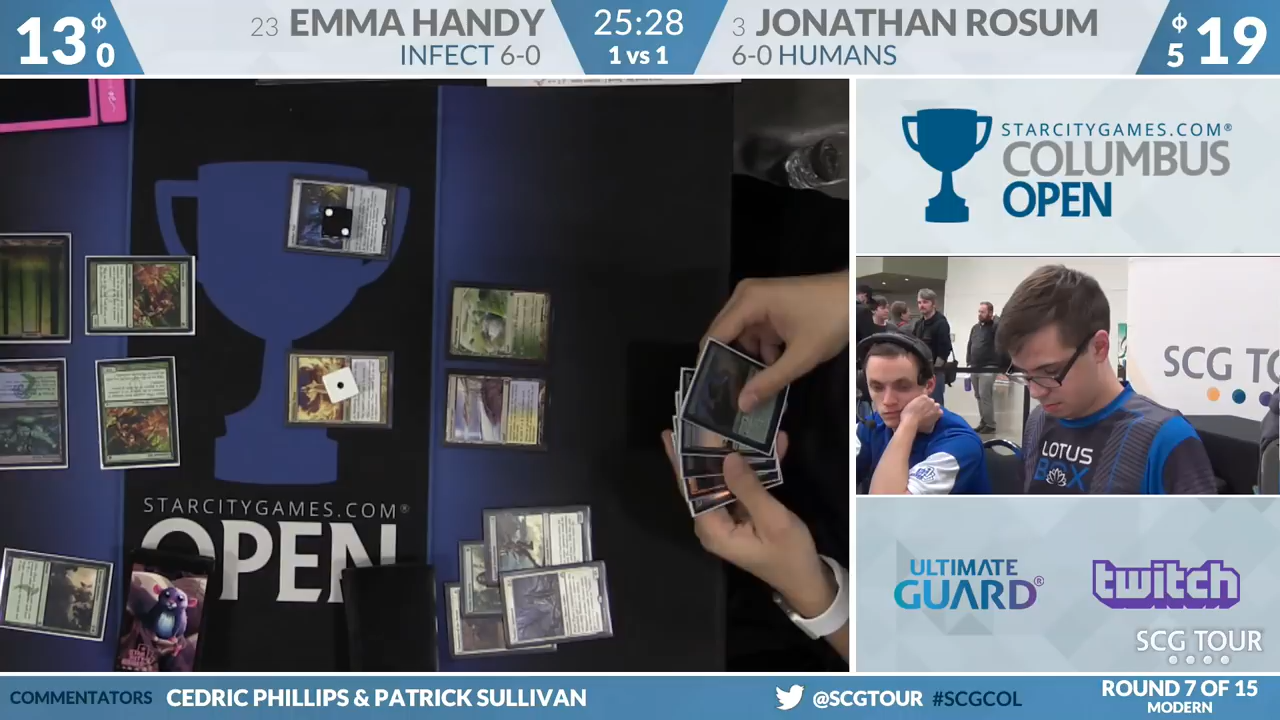 13 0
23 EMMA HANDY
INFECT 6-0
25:28
1 vs 1
3 JONATHAN ROSUM
6-0 HUMANS
5 19
STARCITYGAMES.COM®
OPEN
STARCITYGAMES.COM®
COLUMBUS
OPEN
SCG TO
LOTUS
BOX
ULTIMATE
GUARD®
twitch
SCG TOUR
COMMENTATORS CEDRIC PHILLIPS & PATRICK SULLIVAN
@SCGTOUR #SCGCOL
ROUND 7 OF 15
MODERN